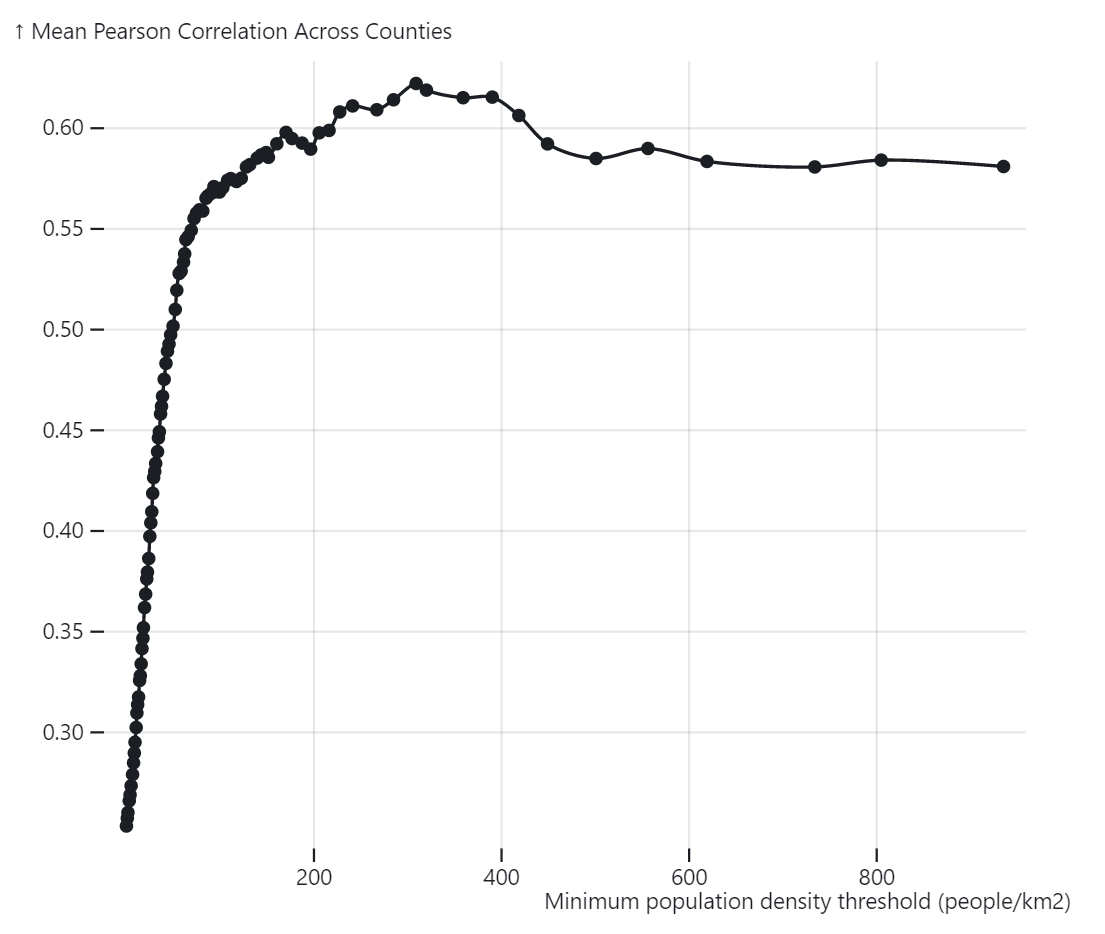 ↑ Mean Pearson Correlation Across Counties
0.60
0.55
0.50
0.45
0.40
0.35
0.30
200 400 600 800
Minimum population density threshold (people/km2)